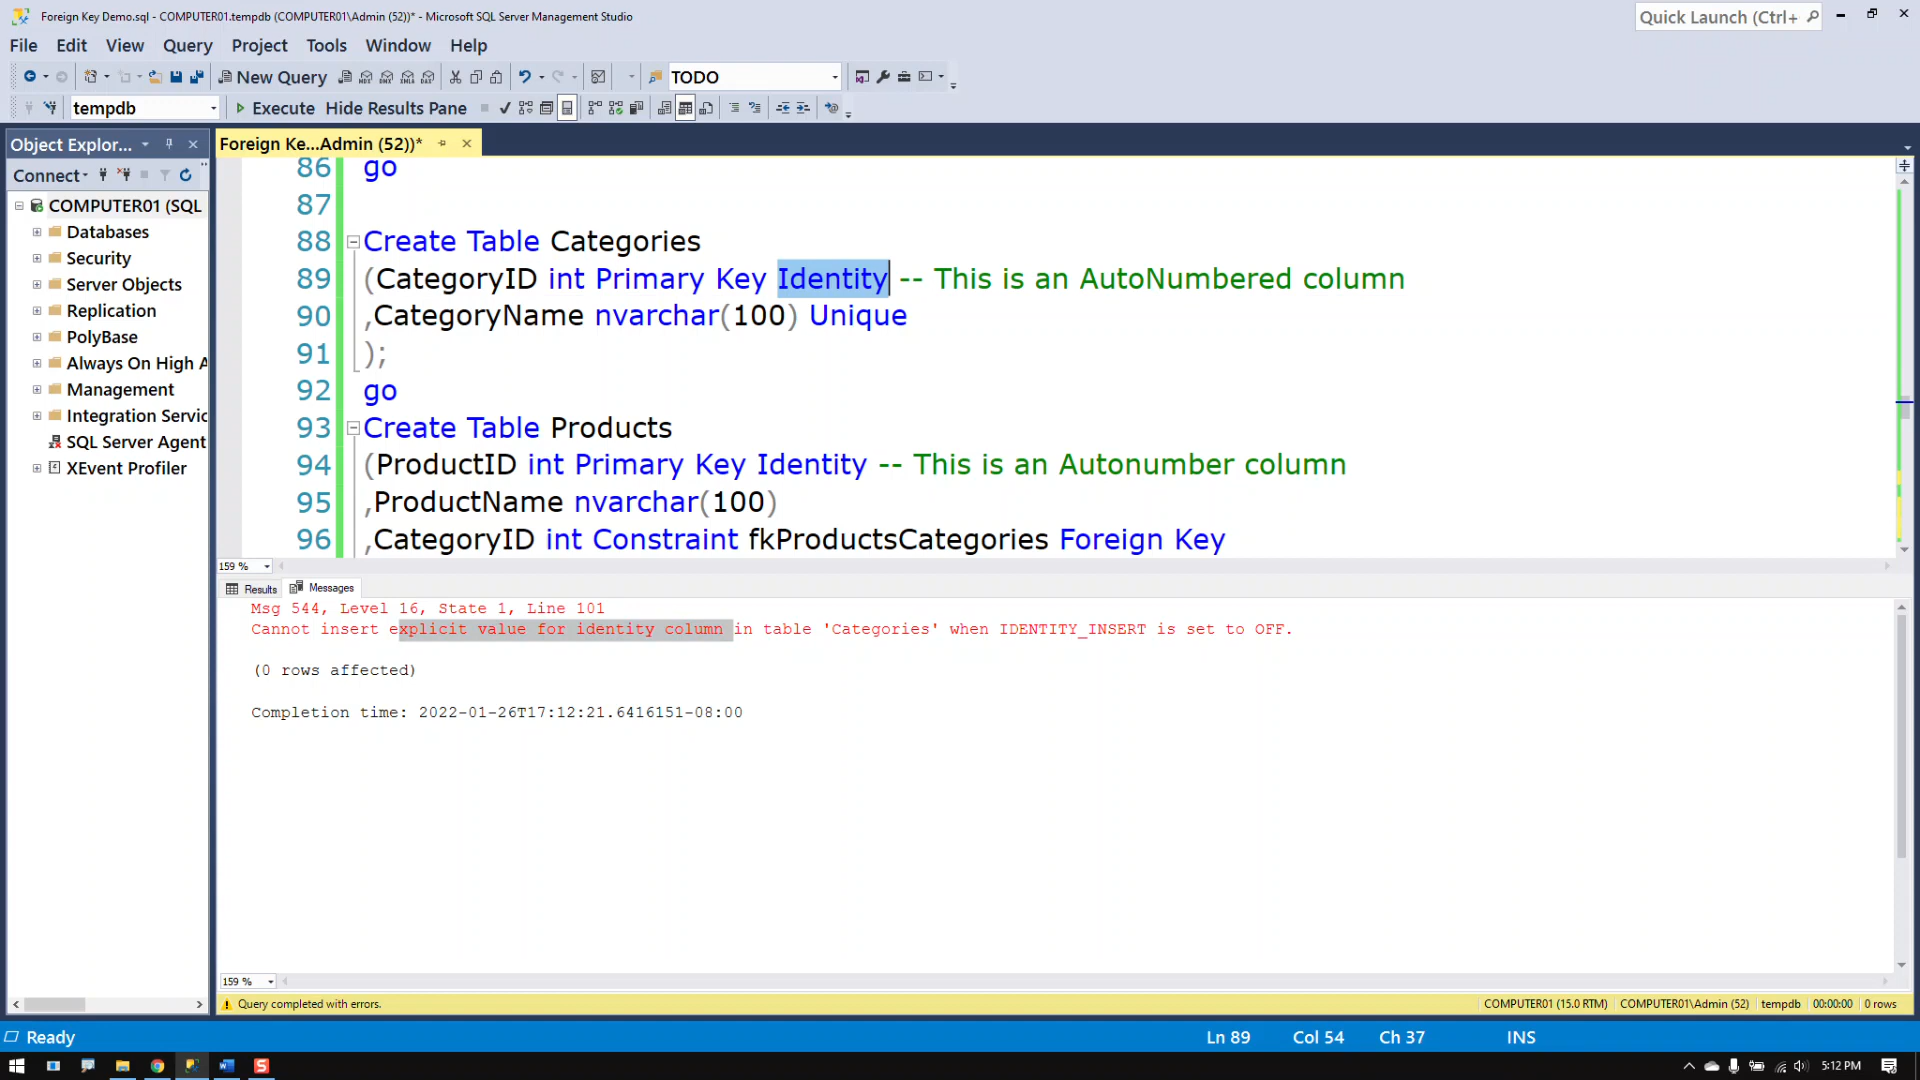 Foreign Key Demo.sql - COMPUTER01.tempdb (COMPUTER01\Admin (52))* - Microsoft SQL Server Management Studio
Quick Launch (Ctrl+
File Edit View Query Project Tools Window Help
New Query TODO
tempdb Execute Hide Results Pane
Object Explor...
Foreign Ke...Admin (52))*
Connect
COMPUTER01 (SQL
Databases
Security
Server Objects
Replication
PolyBase
Always On High A
Management
Integration Servic
SQL Server Agent
XEvent Profiler
86 go
87
88 Create Table Categories
89 (CategoryID int Primary Key Identity -- This is an AutoNumbered column
90 ,CategoryName nvarchar(100) Unique
91 );
92 go
93 Create Table Products
94 (ProductID int Primary Key Identity -- This is an Autonumber column
95 ,ProductName nvarchar(100)
96 ,CategoryID int Constraint fkProductsCategories Foreign Key
159 %
Results Messages
Msg 544, Level 16, State 1, Line 101
Cannot insert explicit value for identity column in table 'Categories' when IDENTITY_INSERT is set to OFF.
(0 rows affected)
Completion time: 2022-01-26T17:12:21.6416151-08:00
159 %
Query completed with errors. COMPUTER01 (15.0 RTM) COMPUTER01\Admin (52) tempdb 00:00:00 0 rows
Ready Ln 89 Col 54 Ch 37 INS
5:12 PM